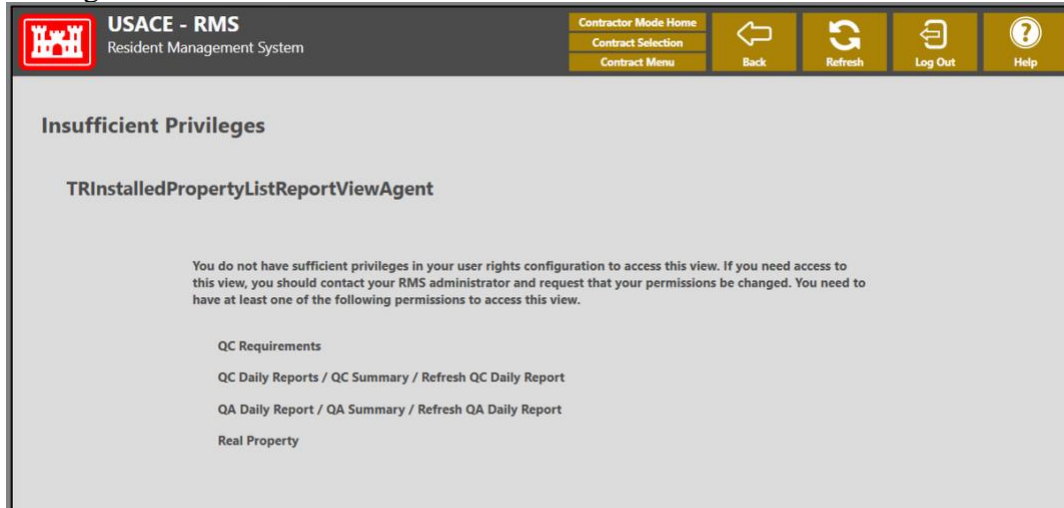 USACE - RMS
Resident Management System
Contractor Mode Home
Contract Selection
Contract Menu
Back
Refresh
Log Out
Help
Insufficient Privileges
TRInstalledPropertyListReportViewAgent
You do not have sufficient privileges in your user rights configuration to access this view. If you need access to
this view, you should contact your RMS administrator and request that your permissions be changed. You need to
have at least one of the following permissions to access this view.
QC Requirements
QC Daily Reports / QC Summary / Refresh QC Daily Report
QA Daily Report / QA Summary / Refresh QA Daily Report
Real Property